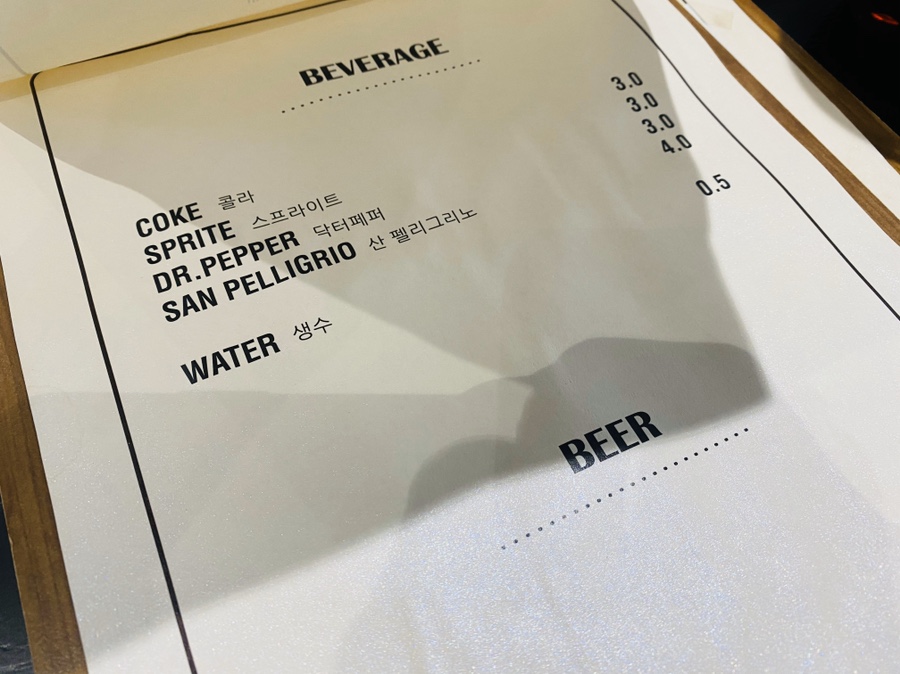 BEVERAGE
COKE 콜라 3.0
SPRITE 스프라이트 3.0
DR.PEPPER 닥터페퍼 3.0
SAN PELLIGRIO 산 펠리그리노 4.0
WATER 생수 0.5
BEER